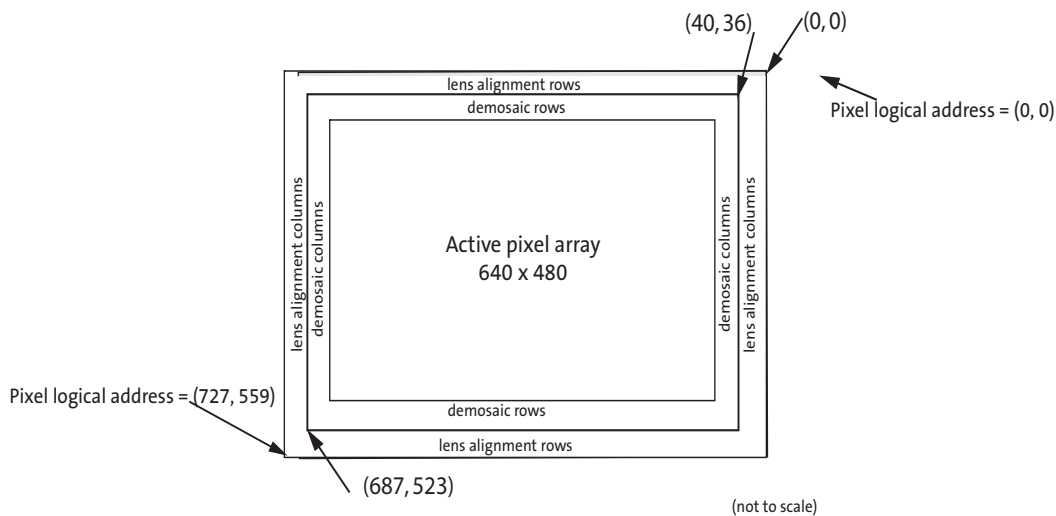 (40, 36)
(0, 0)
Pixel logical address = (0, 0)
lens alignment rows
demosaic rows
lens alignment columns
demosaic columns
Active pixel array
640 x 480
demosaic columns
lens alignment columns
Pixel logical address = (727, 559)
demosaic rows
lens alignment rows
(687, 523)
(not to scale)